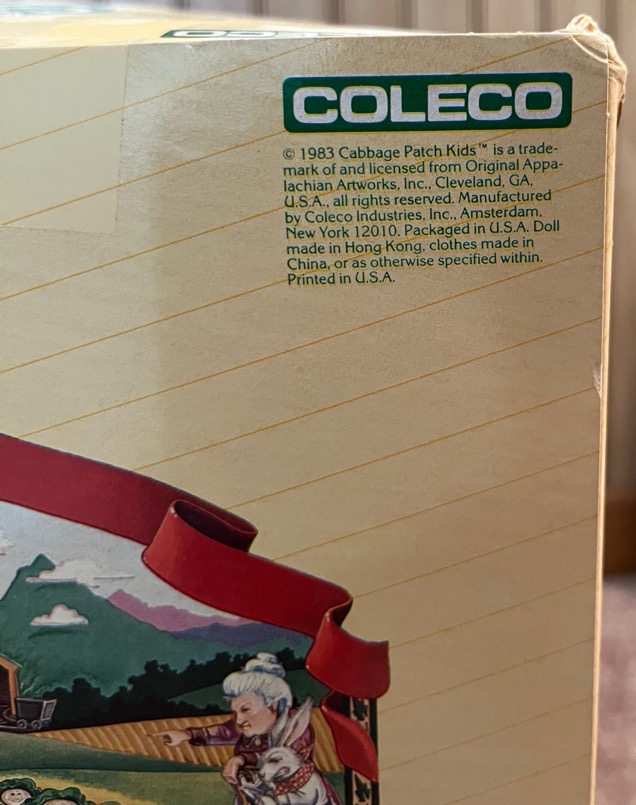 COLECO
© 1983 Cabbage Patch Kids™ is a trade-
mark of and licensed from Original Appa-
lachian Artworks, Inc., Cleveland, GA,
U.S.A., all rights reserved. Manufactured
by Coleco Industries, Inc., Amsterdam,
New York 12010. Packaged in U.S.A. Doll
made in Hong Kong, clothes made in
China, or as otherwise specified within.
Printed in U.S.A.